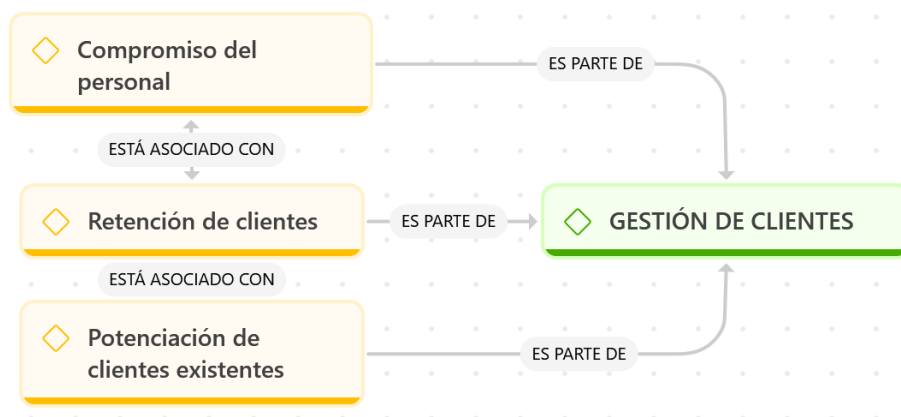 Compromiso del
personal
ES PARTE DE
ESTÁ ASOCIADO CON
Retención de clientes
ES PARTE DE
GESTIÓN DE CLIENTES
ESTÁ ASOCIADO CON
Potenciación de
clientes existentes
ES PARTE DE